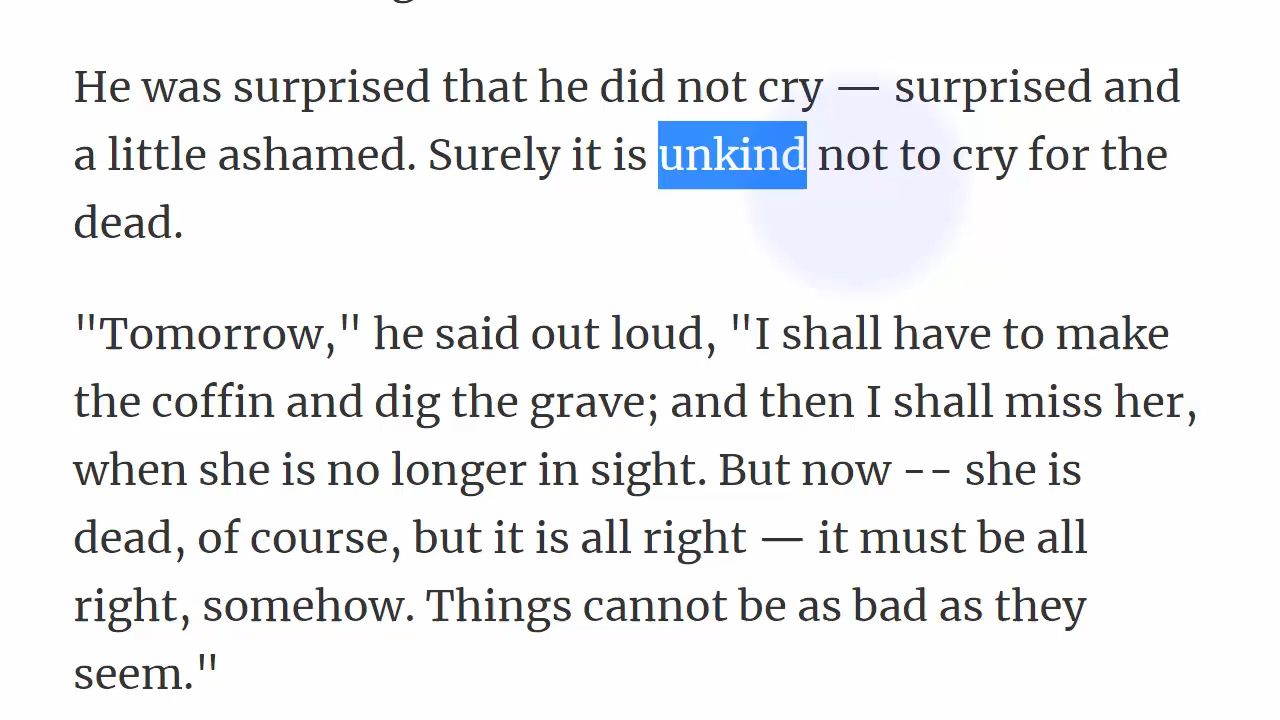 He was surprised that he did not cry — surprised and
a little ashamed. Surely it is unkind not to cry for the
dead.
"Tomorrow," he said out loud, "I shall have to make
the coffin and dig the grave; and then I shall miss her,
when she is no longer in sight. But now -- she is
dead, of course, but it is all right — it must be all
right, somehow. Things cannot be as bad as they
seem."